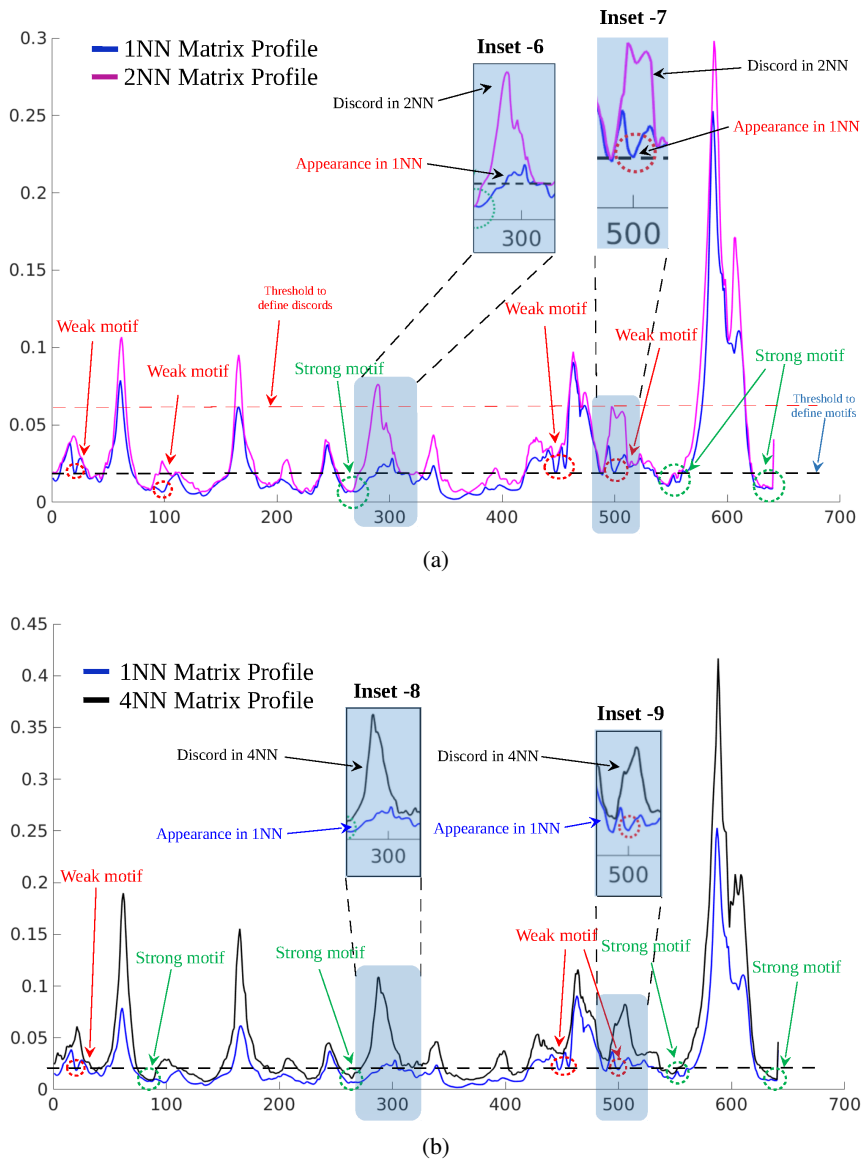 Inset -7
0.3
1NN Matrix Profile
2NN Matrix Profile
Inset -6
Discord in 2NN
0.25
Discord in 2NN
Appearance in 1NN
Appearance in 1NN
0.2
300
500
0.15
Threshold to
define discords
Weak motif
Weak motif
0.1
Weak motif
Strong motif
Weak motif
Strong motif
0.05
Threshold to
define motifs
0
0
100
200
300
400
500
600
700
(a)
0.45
0.4
1NN Matrix Profile
4NN Matrix Profile
Inset -8
Inset -9
0.35
Discord in 4NN
Discord in 4NN
0.3
Appearance in 1NN
Appearance in 1NN
0.25
300
500
0.2
Weak motif
0.15
Strong motif
Strong motif
Weak motif
Strong motif
Strong motif
0.1
0.05
0
0
100
200
300
400
500
600
700
(b)